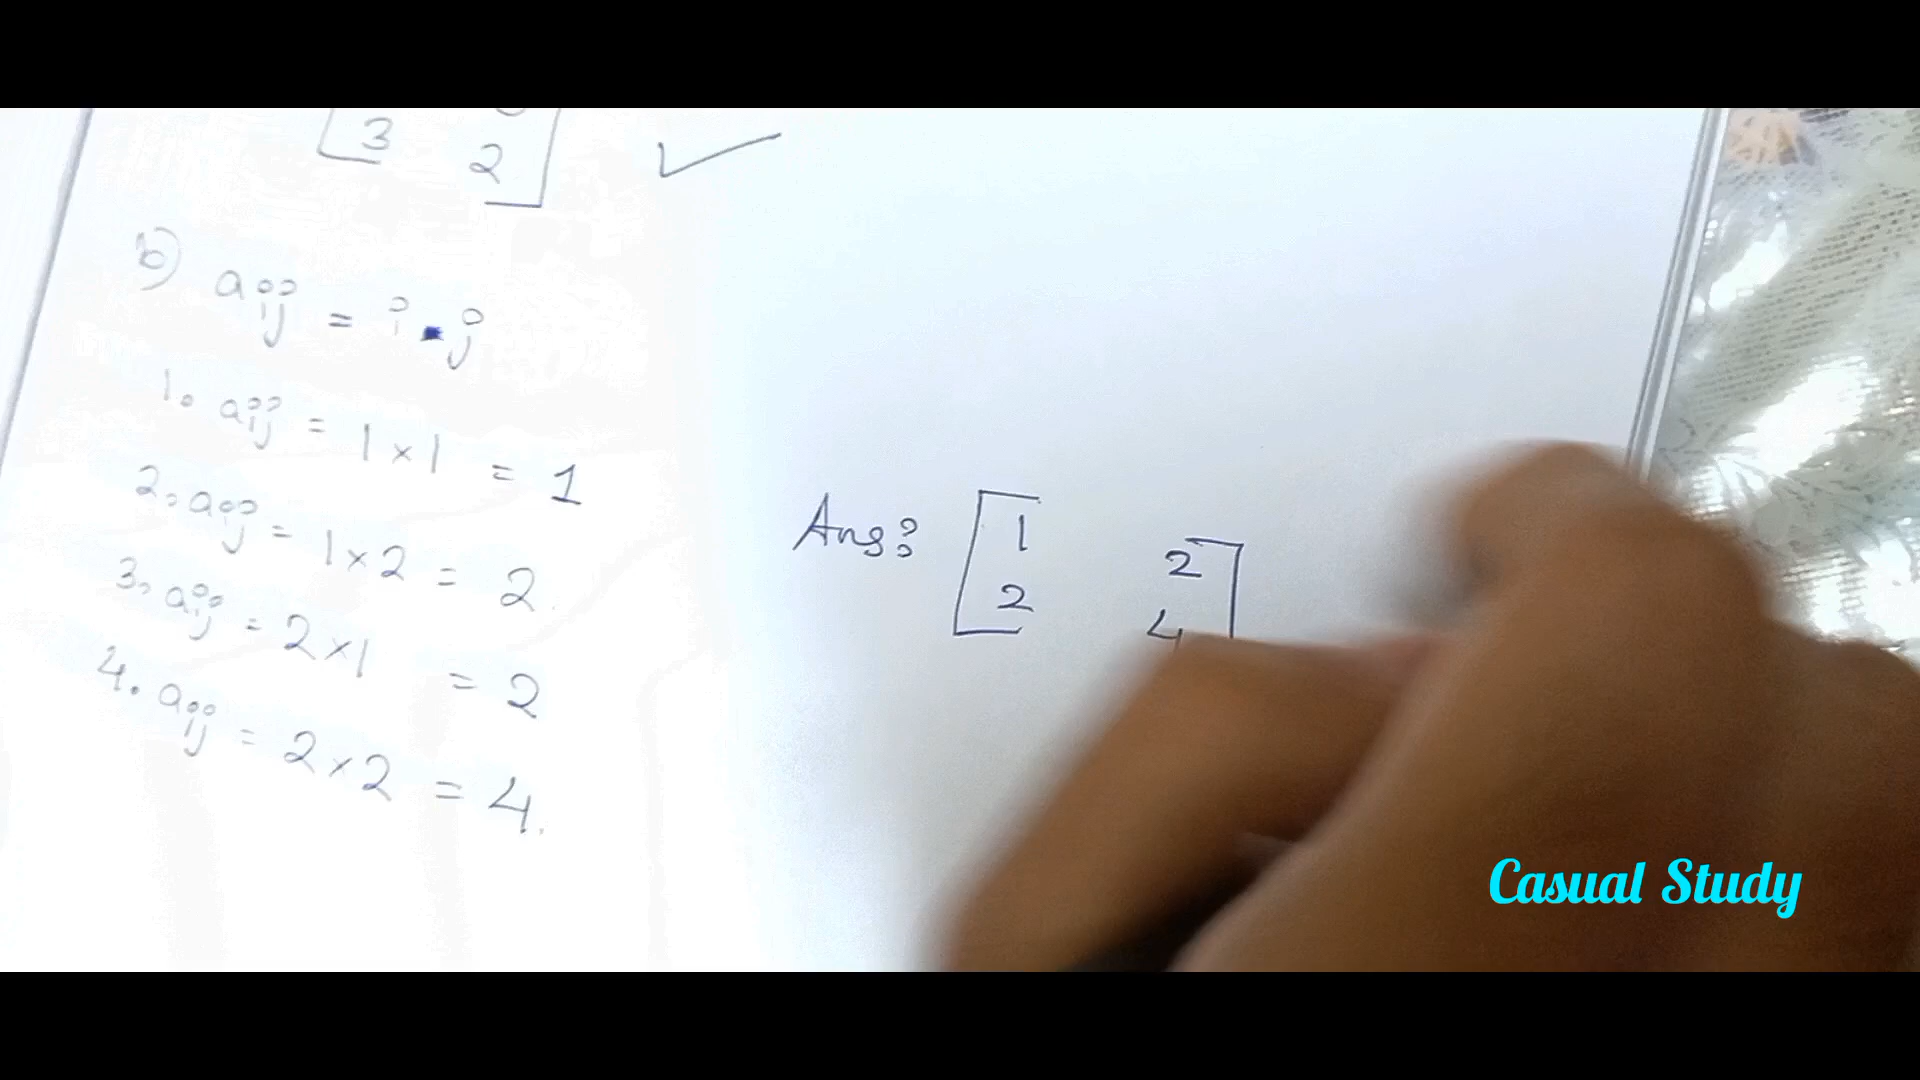 3 2
b) aij = i . j
1. aij = 1 × 1 = 1
2. aij = 1 × 2 = 2.
3. aij = 2 × 1 = 2
4. aij = 2 × 2 = 4.
Ans: 1 2
2 4
Casual Study